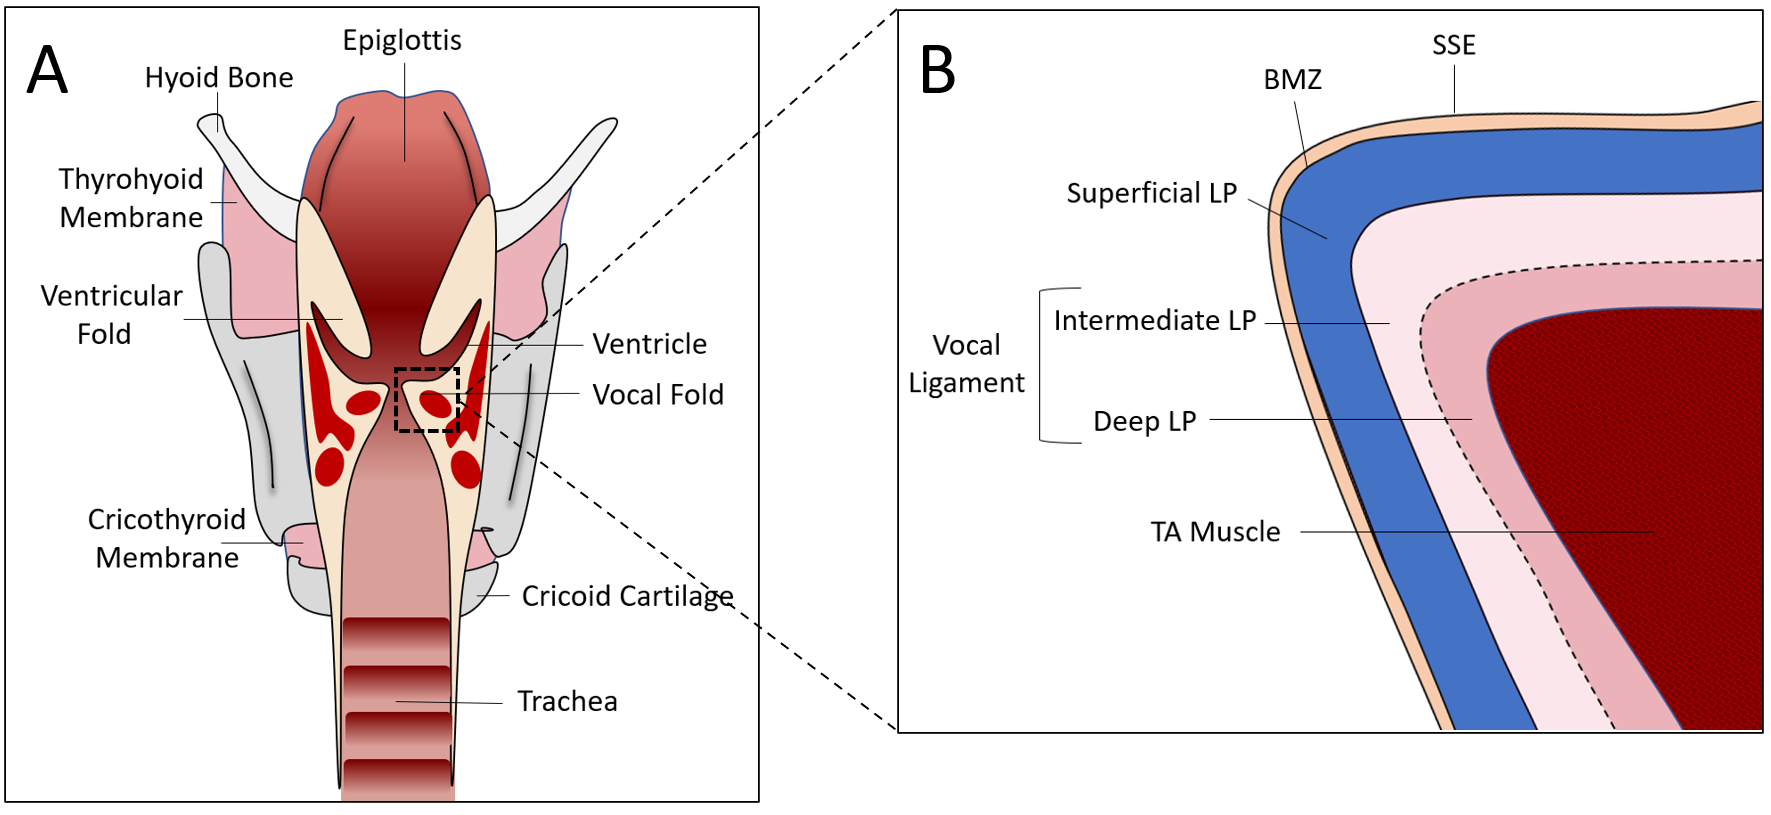 A
Epiglottis
Hyoid Bone
Thyrohyoid
Membrane
Ventricular
Fold
Ventricle
Vocal Fold
Cricothyroid
Membrane
Cricoid Cartilage
Trachea
B
SSE
BMZ
Superficial LP
Intermediate LP
Vocal
Ligament
Deep LP
TA Muscle